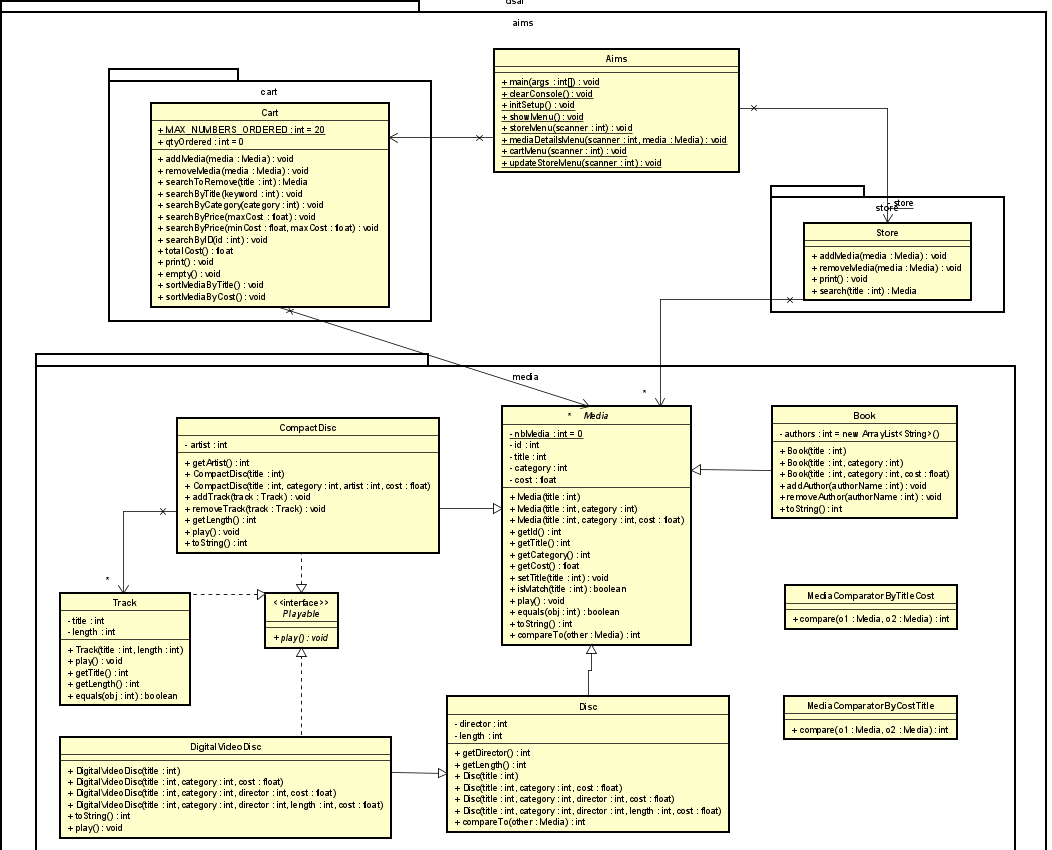 dsai
aims
Aims
+ main(args : int[]) : void
+ clearConsole() : void
+ initSetup() : void
+ showMenu() : void
+ storeMenu(scanner : int) : void
+ mediaDetailsMenu(scanner : int, media : Media) : void
+ cartMenu(scanner : int) : void
+ updateStoreMenu(scanner : int) : void
cart
Cart
+ MAX_NUMBERS_ORDERED : int = 20
+ qtyOrdered : int = 0
+ addMedia(media : Media) : void
+ removeMedia(media : Media) : void
+ searchToRemove(title : int) : Media
+ searchByTitle(keyword : int) : void
+ searchByCategory(category : int) : void
+ searchByPrice(maxCost : float) : void
+ searchByPrice(minCost : float, maxCost : float) : void
+ searchByID(id : int) : void
+ totalCost() : float
+ print() : void
+ empty() : void
+ sortMediaByTitle() : void
+ sortMediaByCost() : void
- store
store
Store
+ addMedia(media : Media) : void
+ removeMedia(media : Media) : void
+ print() : void
+ search(title : int) : Media
media
*
* Media
- nbMedia : int = 0
- id : int
- title : int
- category : int
- cost : float
+ Media(title : int)
+ Media(title : int, category : int)
+ Media(title : int, category : int, cost : float)
+ getId() : int
+ getTitle() : int
+ getCategory() : int
+ getCost() : float
+ setTitle(title : int) : void
+ isMatch(title : int) : boolean
+ play() : void
+ equals(obj : int) : boolean
+ toString() : int
+ compareTo(other : Media) : int
Book
- authors : int = new ArrayList<String>()
+ Book(title : int)
+ Book(title : int, category : int)
+ Book(title : int, category : int, cost : float)
+ addAuthor(authorName : int) : void
+ removeAuthor(authorName : int) : void
+ toString() : int
CompactDisc
- artist : int
+ getArtist() : int
+ CompactDisc(title : int)
+ CompactDisc(title : int, category : int, artist : int, cost : float)
+ addTrack(track : Track) : void
+ removeTrack(track : Track) : void
+ getLength() : int
+ play() : void
+ toString() : int
*
Track
- title : int
- length : int
+ Track(title : int, length : int)
+ play() : void
+ getTitle() : int
+ getLength() : int
+ equals(obj : int) : boolean
<<interface>>
Playable
+ play() : void
MediaComparatorByTitleCost
+ compare(o1 : Media, o2 : Media) : int
MediaComparatorByCostTitle
+ compare(o1 : Media, o2 : Media) : int
Disc
- director : int
- length : int
+ getDirector() : int
+ getLength() : int
+ Disc(title : int)
+ Disc(title : int, category : int, cost : float)
+ Disc(title : int, category : int, director : int, cost : float)
+ Disc(title : int, category : int, director : int, length : int, cost : float)
+ compareTo(other : Media) : int
DigitalVideoDisc
+ DigitalVideoDisc(title : int)
+ DigitalVideoDisc(title : int, category : int, cost : float)
+ DigitalVideoDisc(title : int, category : int, director : int, cost : float)
+ DigitalVideoDisc(title : int, category : int, director : int, length : int, cost : float)
+ toString() : int
+ play() : void